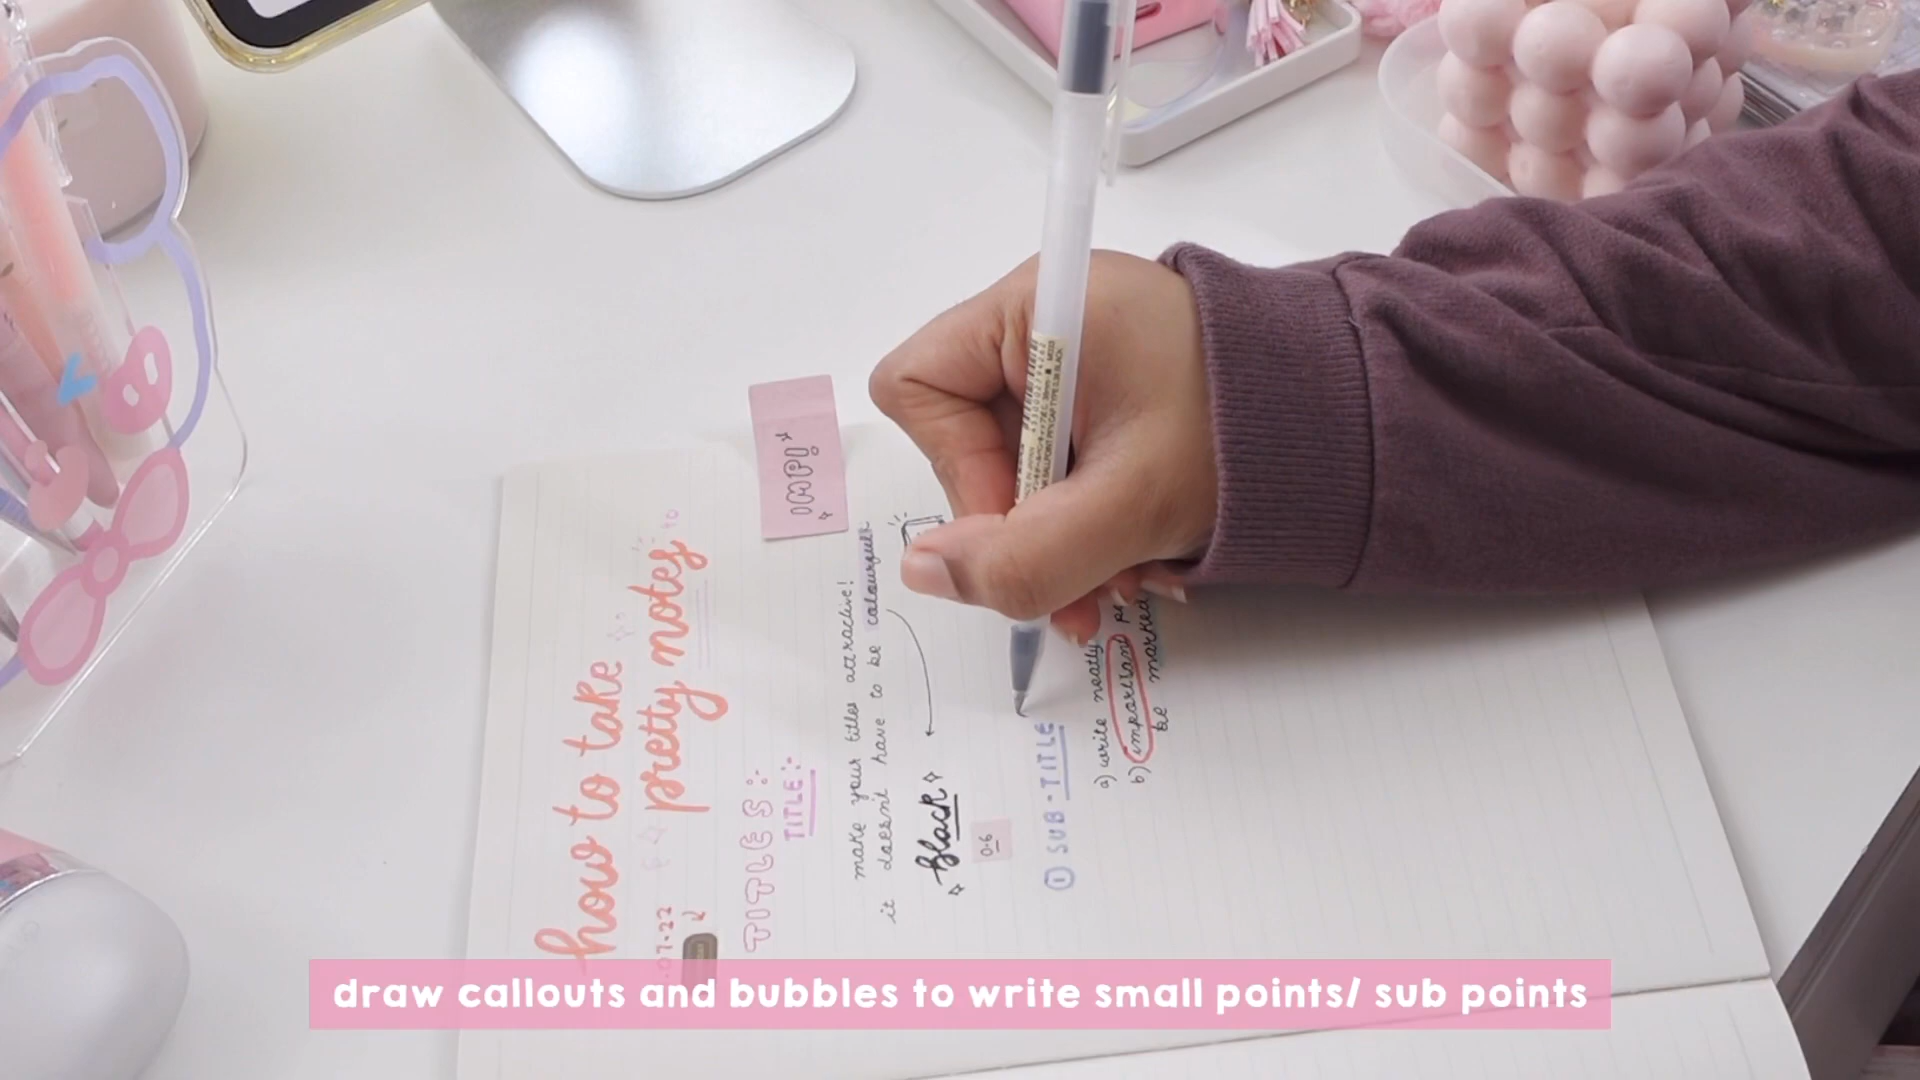 how to take
pretty notes
07.22
TITLES:-
TITLE:-
IMP!
make your titles attractive!
it doesn't have to be colourful
black
0.6
① SUB-TITLE
a) write neatly
b) important
be marked
draw callouts and bubbles to write small points/ sub points